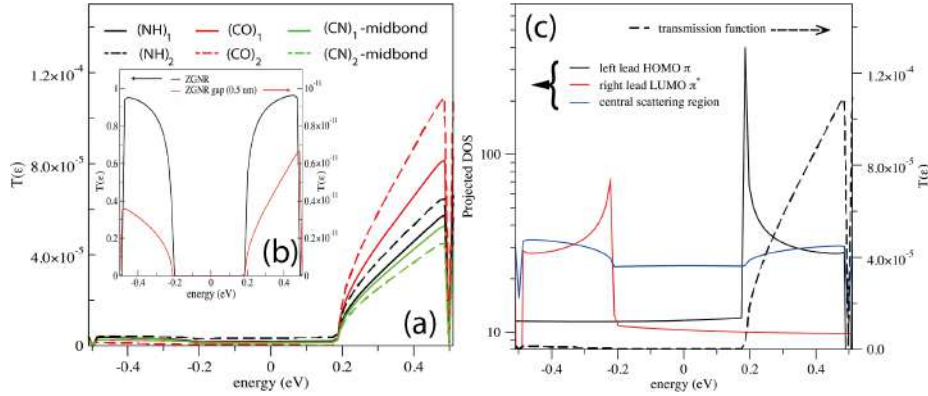 (NH)1 (CO)1 (CN)1-midbond
(NH)2 (CO)2 (CN)2-midbond
1.2×10-4
8.0×10-5
4.0×10-5
0
T(ε)
-0.4 -0.2 0 0.2 0.4
energy (eV)
(a)
ZGNR
ZGNR gap (0.5 nm)
1
0.8
0.6
0.4
0.2
0
T(ε)
10-11
0.8×10-11
0.6×10-11
0.4×10-11
0.2×10-11
0
T(ε)
-0.4 -0.2 0 0.2 0.4
energy (eV)
(b)
(c)
transmission function
left lead HOMO π
right lead LUMO π*
central scattering region
100
10
Projected DOS
1.2×10-4
8.0×10-5
4.0×10-5
0.0
T(ε)
-0.4 -0.2 0 0.2 0.4
energy (eV)